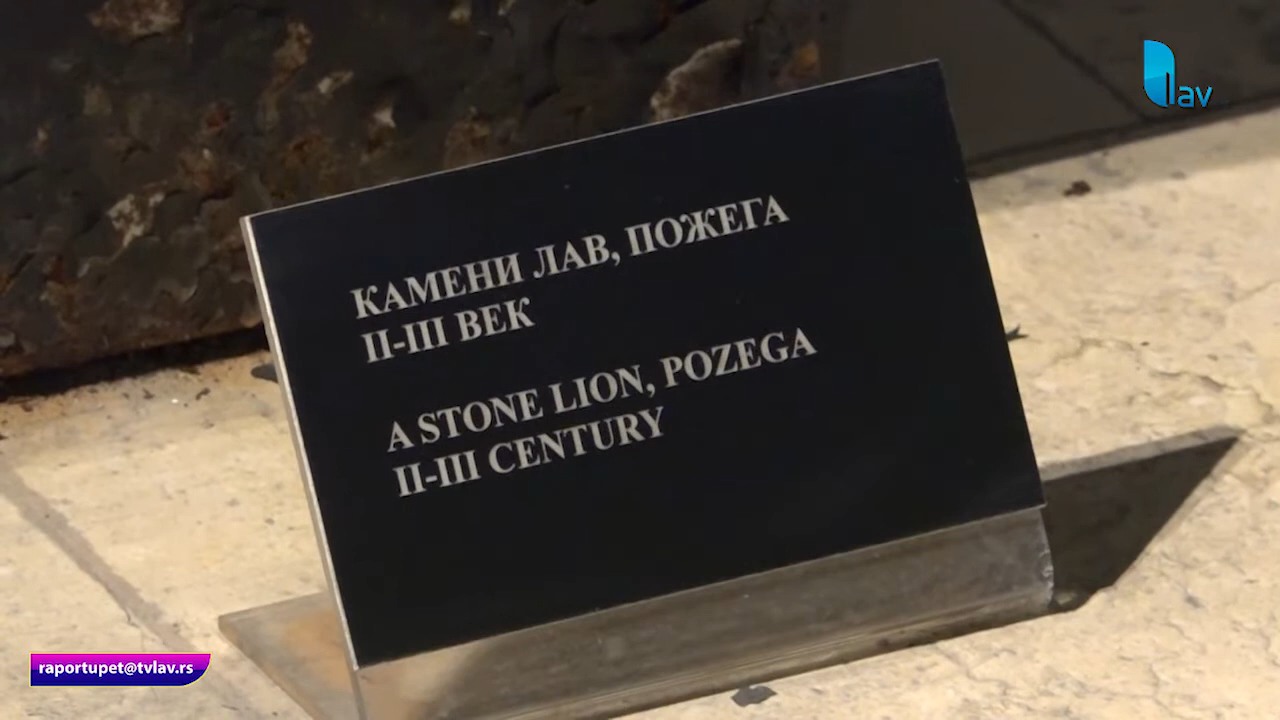 lav
КАМЕНИ ЛАВ, ПОЖЕГА
II-III ВЕК
A STONE LION, POZEGA
II-III CENTURY
raportupet@tvlav.rs